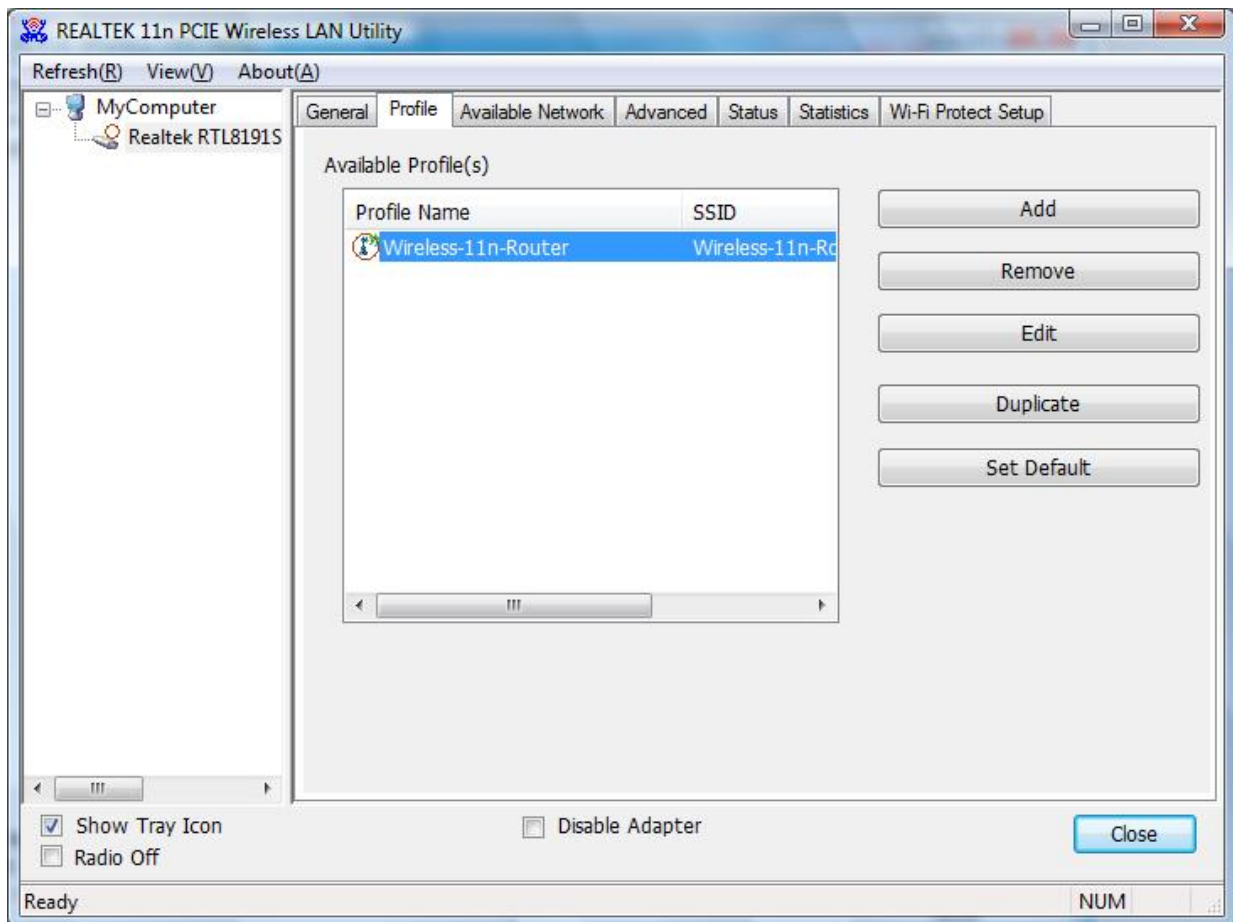 REALTEK 11n PCIE Wireless LAN Utility
Refresh(R) View(V) About(A)
MyComputer
Realtek RTL8191S
General Profile Available Network Advanced Status Statistics Wi-Fi Protect Setup
Available Profile(s)
Profile Name SSID
Wireless-11n-Router Wireless-11n-Ro
Add
Remove
Edit
Duplicate
Set Default
Show Tray Icon
Radio Off
Disable Adapter
Close
Ready NUM